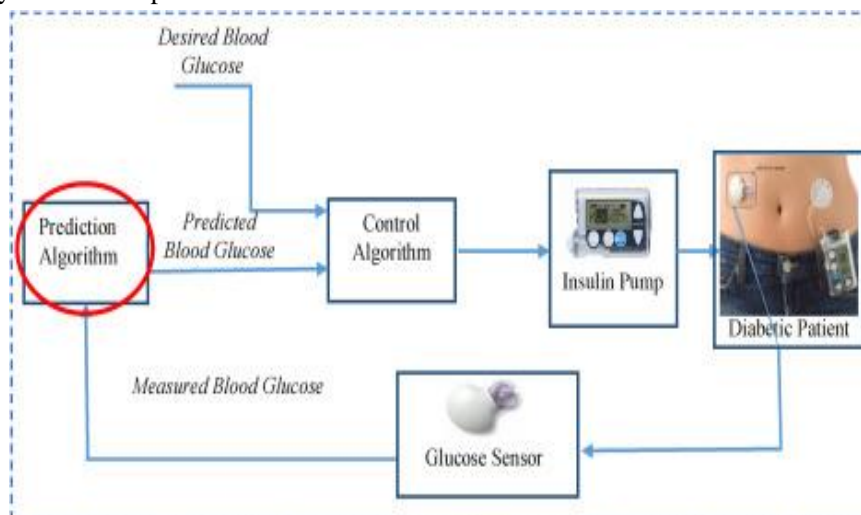 Desired Blood
Glucose
Prediction
Algorithm
Predicted
Blood Glucose
Control
Algorithm
Insulin Pump
Diabetic Patient
Measured Blood Glucose
Glucose Sensor